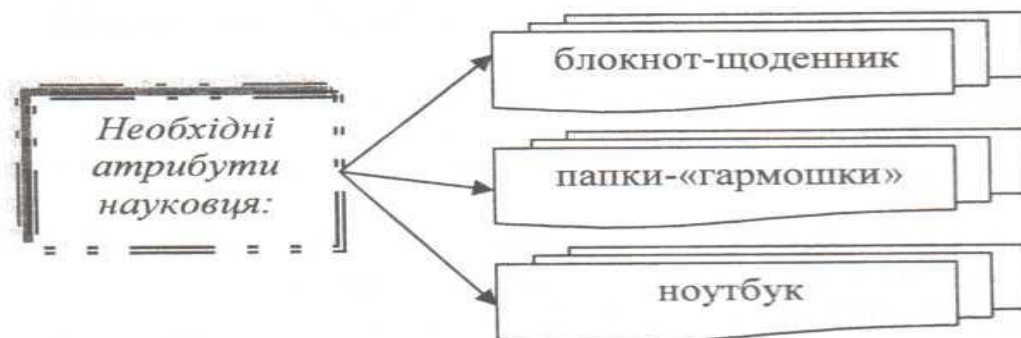 Необхідні
атрибути
науковця:
блокнот-щоденник
папки-«гармошки»
ноутбук